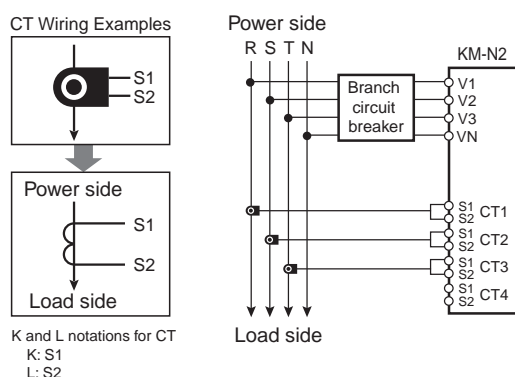 CT Wiring Examples
S1
S2
Power side
S1
S2
Load side
K and L notations for CT
K: S1
L: S2
Power side
R S T N
KM-N2
Branch
circuit
breaker
V1
V2
V3
VN
S1
S2
CT1
S1
S2
CT2
S1
S2
CT3
S1
S2
CT4
Load side